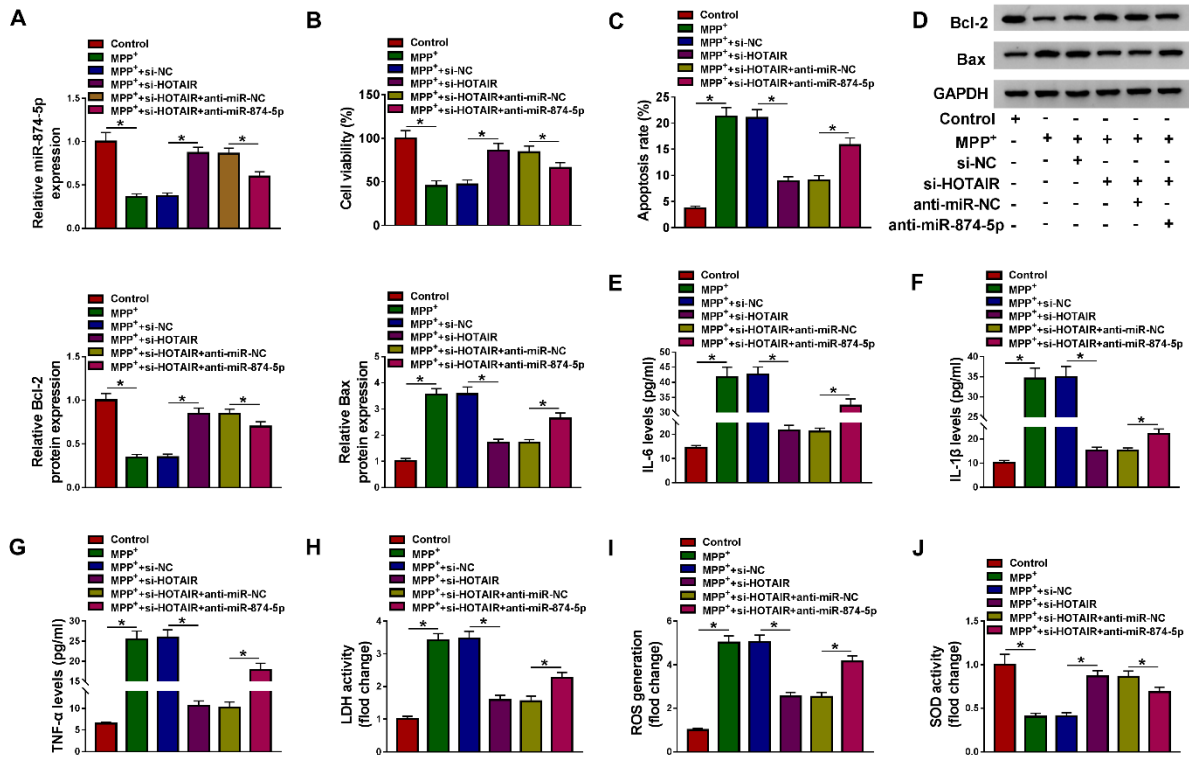 A
Control
MPP+
MPP++si-NC
MPP++si-HOTAIR
MPP++si-HOTAIR+anti-miR-NC
MPP++si-HOTAIR+anti-miR-874-5p
Relative miR-874-5p
expression
1.5
1.0
0.5
0.0
*
*
*
B
Control
MPP+
MPP++si-NC
MPP++si-HOTAIR
MPP++si-HOTAIR+anti-miR-NC
MPP++si-HOTAIR+anti-miR-874-5p
Cell viability (%)
150
100
50
0
*
*
*
C
Control
MPP+
MPP++si-NC
MPP++si-HOTAIR
MPP++si-HOTAIR+anti-miR-NC
MPP++si-HOTAIR+anti-miR-874-5p
Apoptosis rate (%)
25
20
15
10
5
0
*
*
*
D
Bcl-2
Bax
GAPDH
Control + - - - - -
MPP+ - + + + + +
si-NC - - + - - -
si-HOTAIR - - - + + +
anti-miR-NC - - - - + -
anti-miR-874-5p - - - - - +
Control
MPP+
MPP++si-NC
MPP++si-HOTAIR
MPP++si-HOTAIR+anti-miR-NC
MPP++si-HOTAIR+anti-miR-874-5p
Relative Bcl-2
protein expression
1.5
1.0
0.5
0.0
*
*
*
Control
MPP+
MPP++si-NC
MPP++si-HOTAIR
MPP++si-HOTAIR+anti-miR-NC
MPP++si-HOTAIR+anti-miR-874-5p
Relative Bax
protein expression
5
4
3
2
1
0
*
*
*
E
Control
MPP+
MPP++si-NC
MPP++si-HOTAIR
MPP++si-HOTAIR+anti-miR-NC
MPP++si-HOTAIR+anti-miR-874-5p
IL-6 levels (pg/ml)
50
45
40
35
30
20
10
0
*
*
*
F
Control
MPP+
MPP++si-NC
MPP++si-HOTAIR
MPP++si-HOTAIR+anti-miR-NC
MPP++si-HOTAIR+anti-miR-874-5p
IL-1β levels (pg/ml)
40
35
30
20
10
0
*
*
*
G
Control
MPP+
MPP++si-NC
MPP++si-HOTAIR
MPP++si-HOTAIR+anti-miR-NC
MPP++si-HOTAIR+anti-miR-874-5p
TNF-α levels (pg/ml)
30
25
20
15
10
5
0
*
*
*
H
Control
MPP+
MPP++si-NC
MPP++si-HOTAIR
MPP++si-HOTAIR+anti-miR-NC
MPP++si-HOTAIR+anti-miR-874-5p
LDH activity
(flod change)
4
3
2
1
0
*
*
*
I
Control
MPP+
MPP++si-NC
MPP++si-HOTAIR
MPP++si-HOTAIR+anti-miR-NC
MPP++si-HOTAIR+anti-miR-874-5p
ROS generation
(flod change)
6
4
2
0
*
*
*
J
Control
MPP+
MPP++si-NC
MPP++si-HOTAIR
MPP++si-HOTAIR+anti-miR-NC
MPP++si-HOTAIR+anti-miR-874-5p
SOD activity
(flod change)
1.5
1.0
0.5
0.0
*
*
*